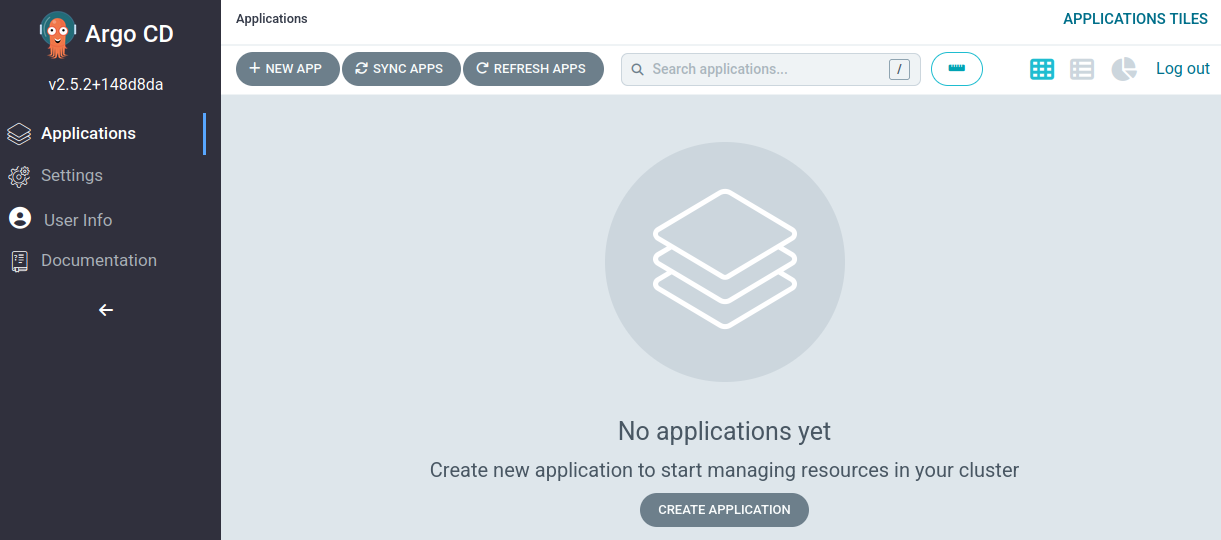 Argo CD
v2.5.2+148d8da
Applications
Settings
User Info
Documentation
Applications
APPLICATIONS TILES
NEW APP
SYNC APPS
REFRESH APPS
Search applications...
/
Log out
No applications yet
Create new application to start managing resources in your cluster
CREATE APPLICATION